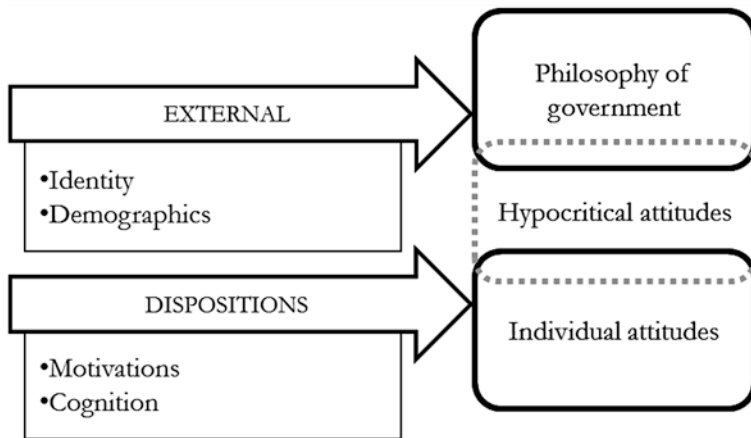 EXTERNAL
•Identity
•Demographics
DISPOSITIONS
•Motivations
•Cognition
Philosophy of
government
Hypocritical attitudes
Individual attitudes